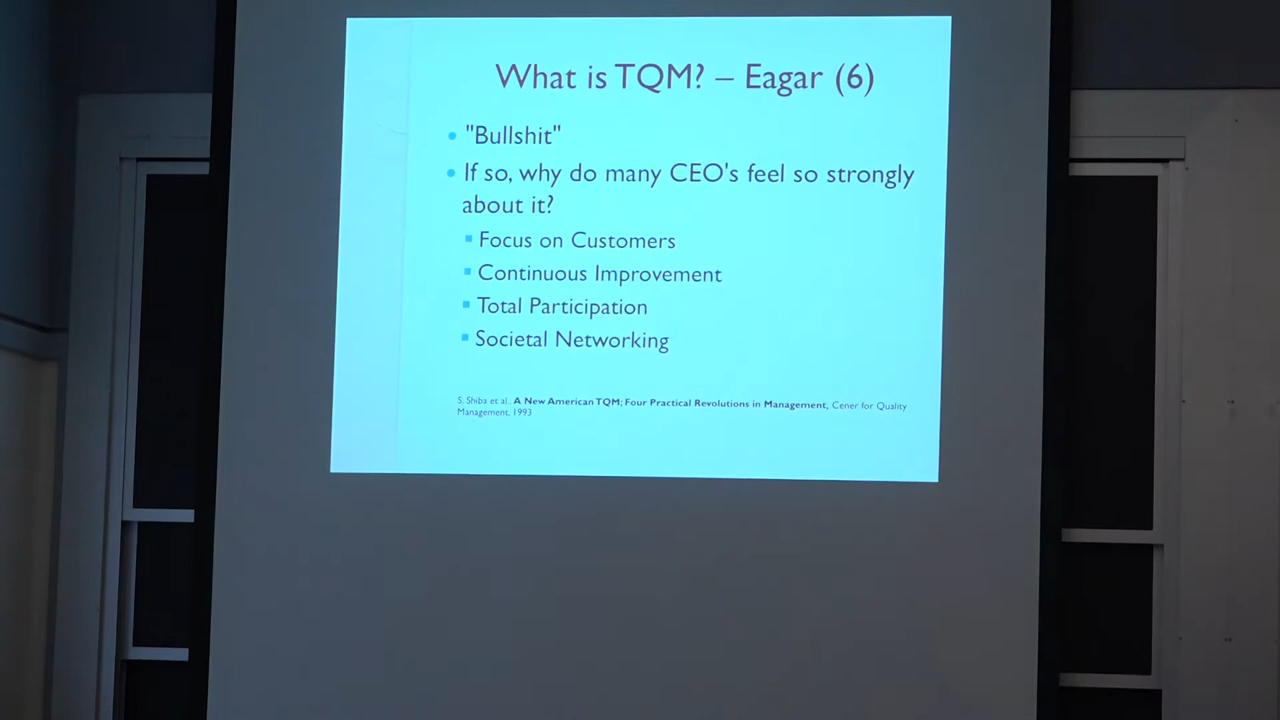 What is TQM? – Eagar (6)
• "Bullshit"
• If so, why do many CEO's feel so strongly
about it?
▪ Focus on Customers
▪ Continuous Improvement
▪ Total Participation
▪ Societal Networking
S. Shiba et al., A New American TQM; Four Practical Revolutions in Management, Cener for Quality
Management, 1993